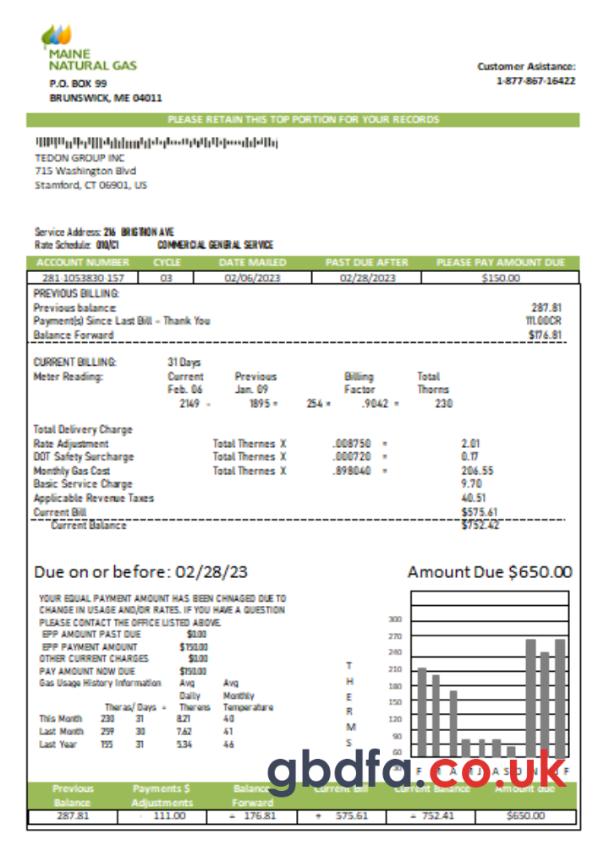 MAINE
NATURAL GAS
P.O. BOX 99
BRUNSWICK, ME 04011
Customer Asistance:
1-877-867-16422
PLEASE RETAIN THIS TOP PORTION FOR YOUR RECORDS
TEDON GROUP INC
715 Washington Blvd
Stamford, CT 06901, US
Service Address: 216 BRIGTION AVE
Rate Schedule: 010/C1 COMMERCIAL GENERAL SERVICE
ACCOUNT NUMBER CYCLE DATE MAILED PAST DUE AFTER PLEASE PAY AMOUNT DUE
281 1053830 157 03 02/06/2023 02/28/2023 $150.00
PREVIOUS BILLING:
Previous balance: 287.81
Payment(s) Since Last Bill – Thank You 111.00CR
Balance Forward $176.81
CURRENT BILLING: 31 Days
Meter Reading: Current Previous Billing Total
Feb. 06 Jan. 09 Factor Thorns
2149 - 1895 = 254 × .9042 = 230
Total Delivery Charge
Rate Adjustment Total Thernes X .008750 = 2.01
DOT Safety Surcharge Total Thernes X .000720 = 0.17
Monthly Gas Cost Total Thernes X .898040 = 206.55
Basic Service Charge 9.70
Applicable Revenue Taxes 40.51
Current Bill $575.61
Current Balance $752.42
Due on or before: 02/28/23 Amount Due $650.00
YOUR EQUAL PAYMENT AMOUNT HAS BEEN CHNAGED DUE TO
CHANGE IN USAGE AND/OR RATES. IF YOU HAVE A QUESTION
PLEASE CONTACT THE OFFICE LISTED ABOVE.
EPP AMOUNT PAST DUE $0.00
EPP PAYMENT AMOUNT $150.00
OTHER CURRENT CHARGES $0.00
PAY AMOUNT NOW DUE $150.00
Gas Usage History Information Avg Avg
Daily Monthly
Theras/ Days = Therens Temperature
This Month 230 31 8.21 40
Last Month 259 30 7.62 41
Last Year 155 31 5.34 46
T
H
E
R
M
S
300
270
240
210
180
150
120
90
60
30
F M A M J A S O N D J F
gbdfa.co.uk
Previous Balance Payments $ Adjustments Balance Forward Current Bill Current Balance Amount due
287.81 - 111.00 = 176.81 + 575.61 = 752.41 $650.00